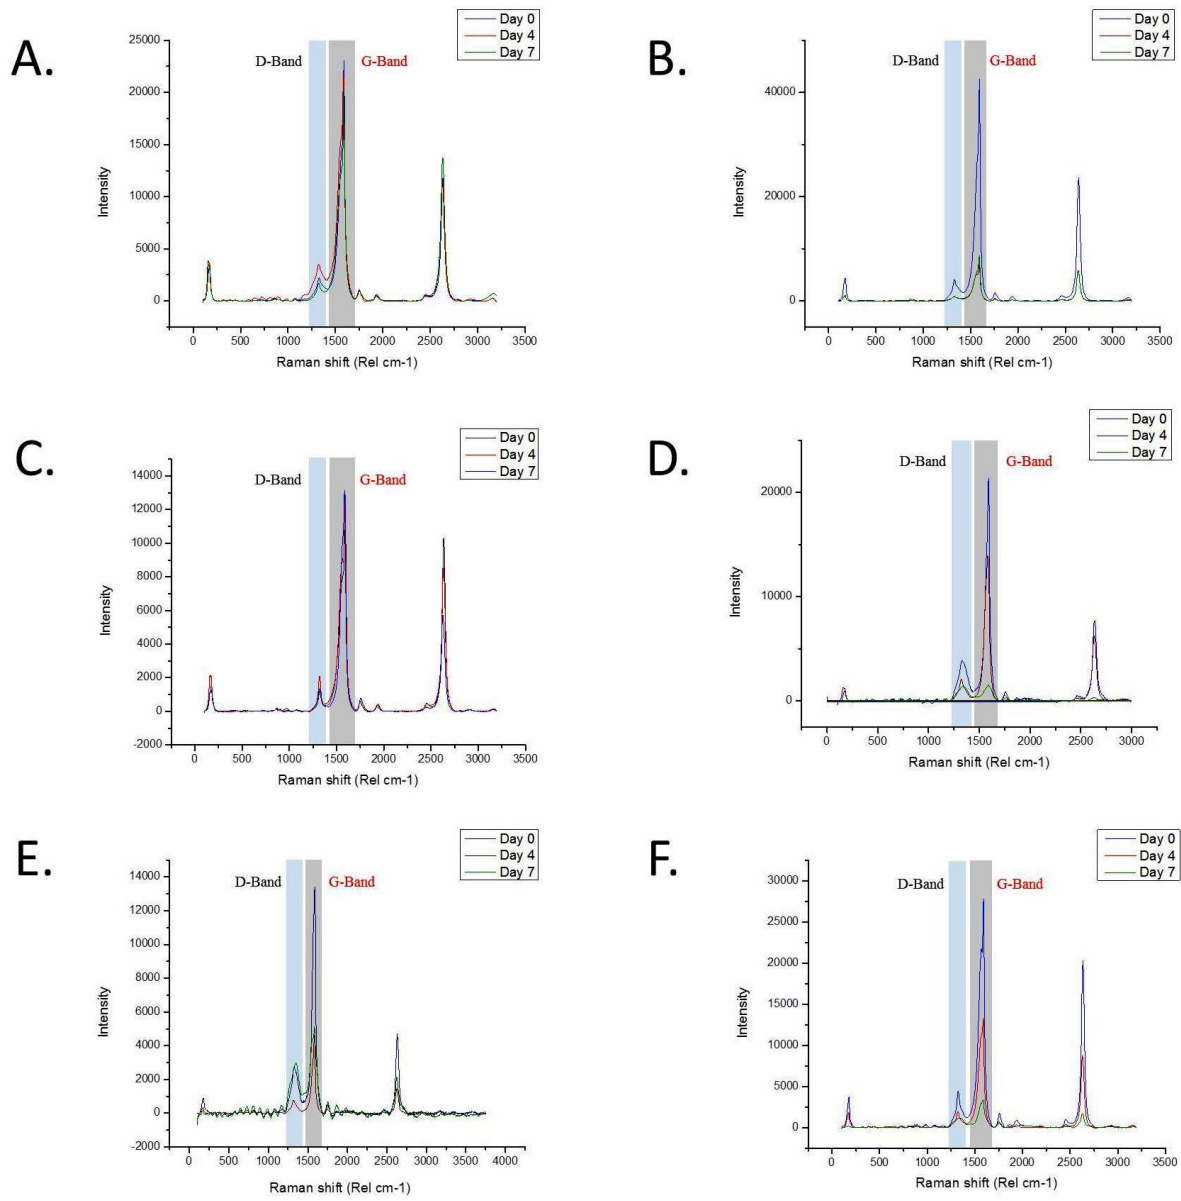 A.
Day 0
Day 4
Day 7
D-Band G-Band
25000
20000
15000
10000
5000
0
Intensity
0 500 1000 1500 2000 2500 3000 3500
Raman shift (Rel cm-1)
B.
Day 0
Day 4
Day 7
D-Band G-Band
40000
20000
0
Intensity
0 500 1000 1500 2000 2500 3000 3500
Raman shift (Rel cm-1)
C.
Day 0
Day 4
Day 7
D-Band G-Band
14000
12000
10000
8000
6000
4000
2000
0
-2000
Intensity
0 500 1000 1500 2000 2500 3000 3500
Raman shift (Rel cm-1)
D.
Day 0
Day 4
Day 7
D-Band G-Band
20000
10000
0
Intensity
0 500 1000 1500 2000 2500 3000
Raman shift (Rel cm-1)
E.
Day 0
Day 4
Day 7
D-Band G-Band
14000
12000
10000
8000
6000
4000
2000
0
-2000
Intensity
0 500 1000 1500 2000 2500 3000 3500 4000
Raman shift (Rel cm-1)
F.
Day 0
Day 4
Day 7
D-Band G-Band
30000
25000
20000
15000
10000
5000
0
Intensity
0 500 1000 1500 2000 2500 3000 3500
Raman shift (Rel cm-1)